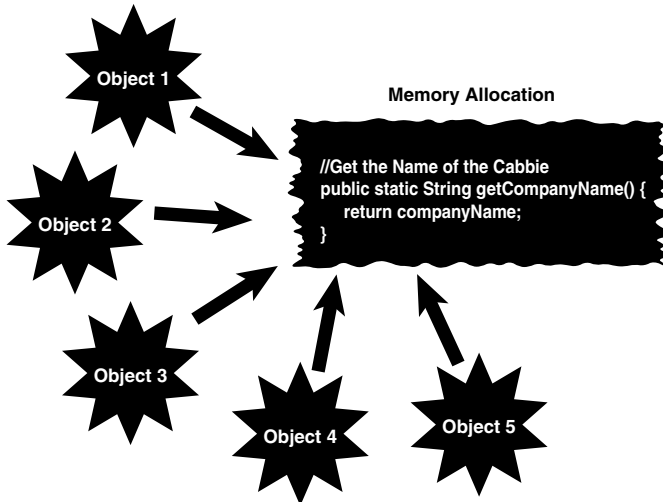 Object 1
Memory Allocation
//Get the Name of the Cabbie
public static String getCompanyName() {
return companyName;
}
Object 2
Object 3
Object 4
Object 5